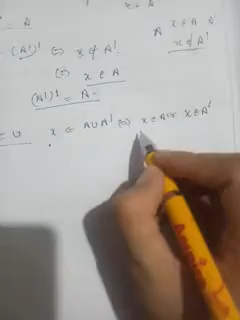 = A
A x ∈ A A'
(A')' ⇔ x ∉ A'.
x ∉ A'
⇔ x ∈ A
(A')' = A.
∈ U x ∈ A∪A' ⇔ x ∈ A or x ∈ A'